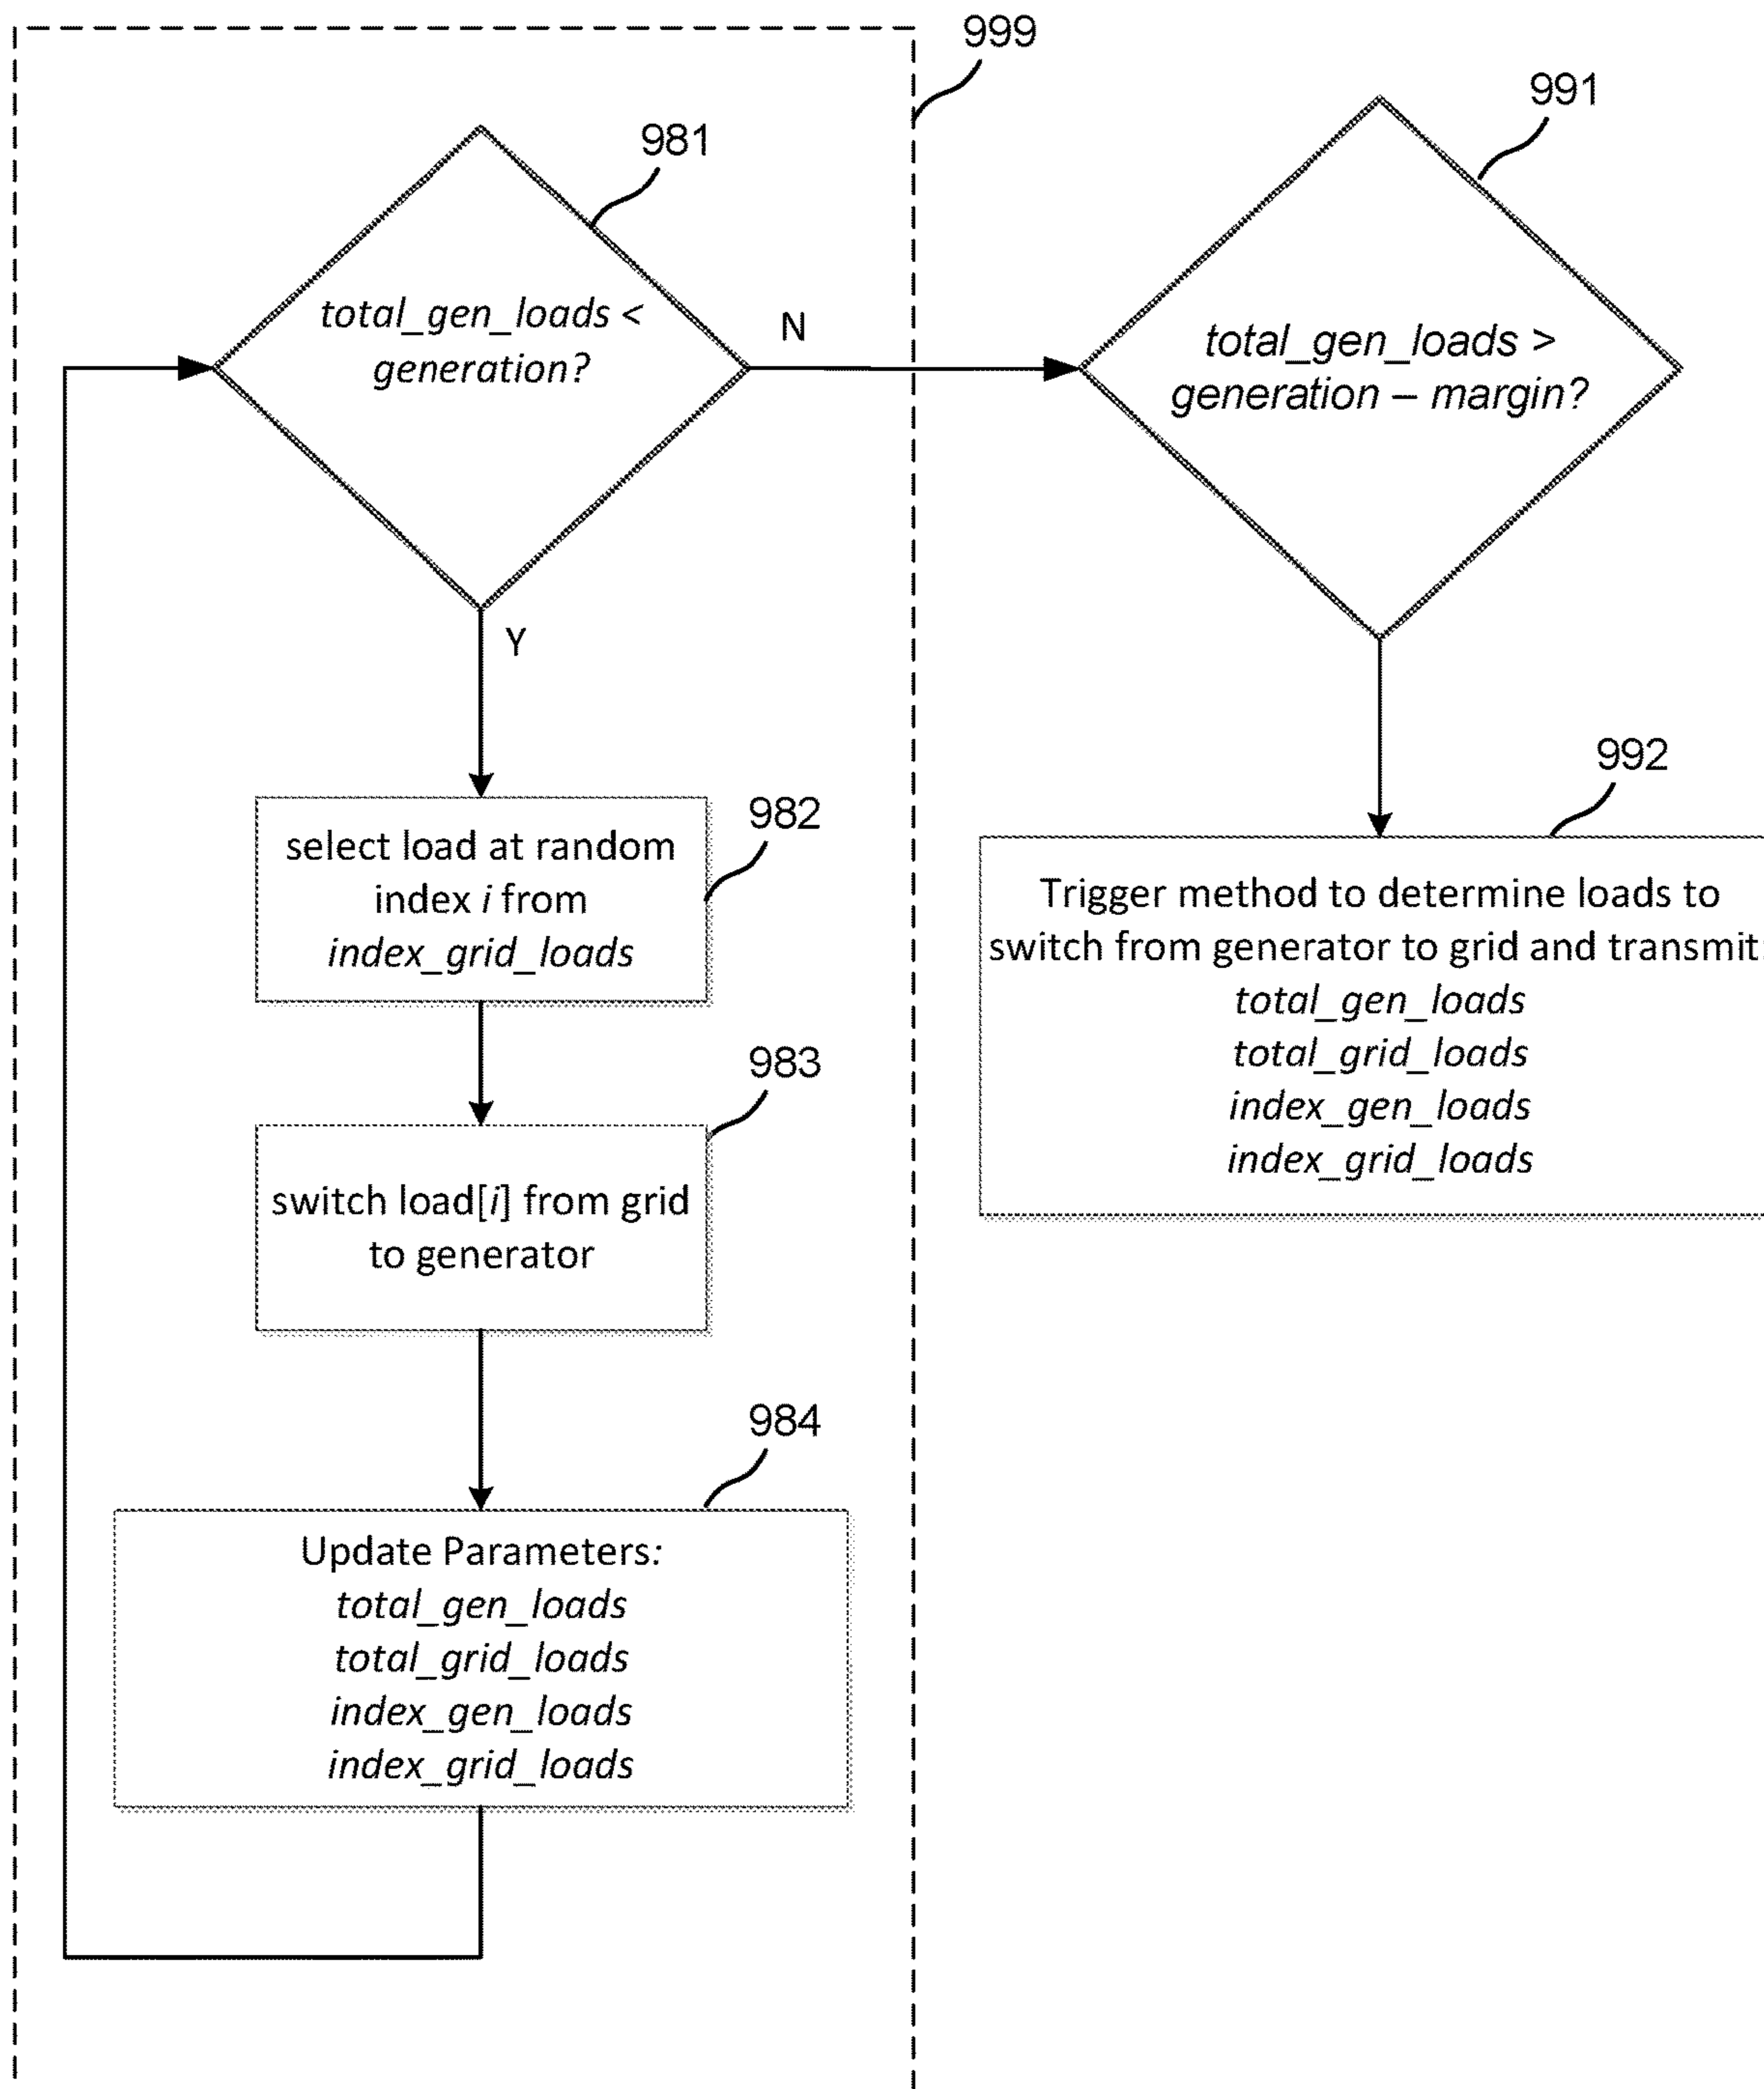 999
991
981
total_gen_loads <
generation?
N
total_gen_loads >
generation – margin?
Y
992
982
select load at random
index i from
index_grid_loads
Trigger method to determine loads to
switch from generator to grid and transmit:
total_gen_loads
total_grid_loads
index_gen_loads
index_grid_loads
983
switch load[i] from grid
to generator
984
Update Parameters:
total_gen_loads
total_grid_loads
index_gen_loads
index_grid_loads